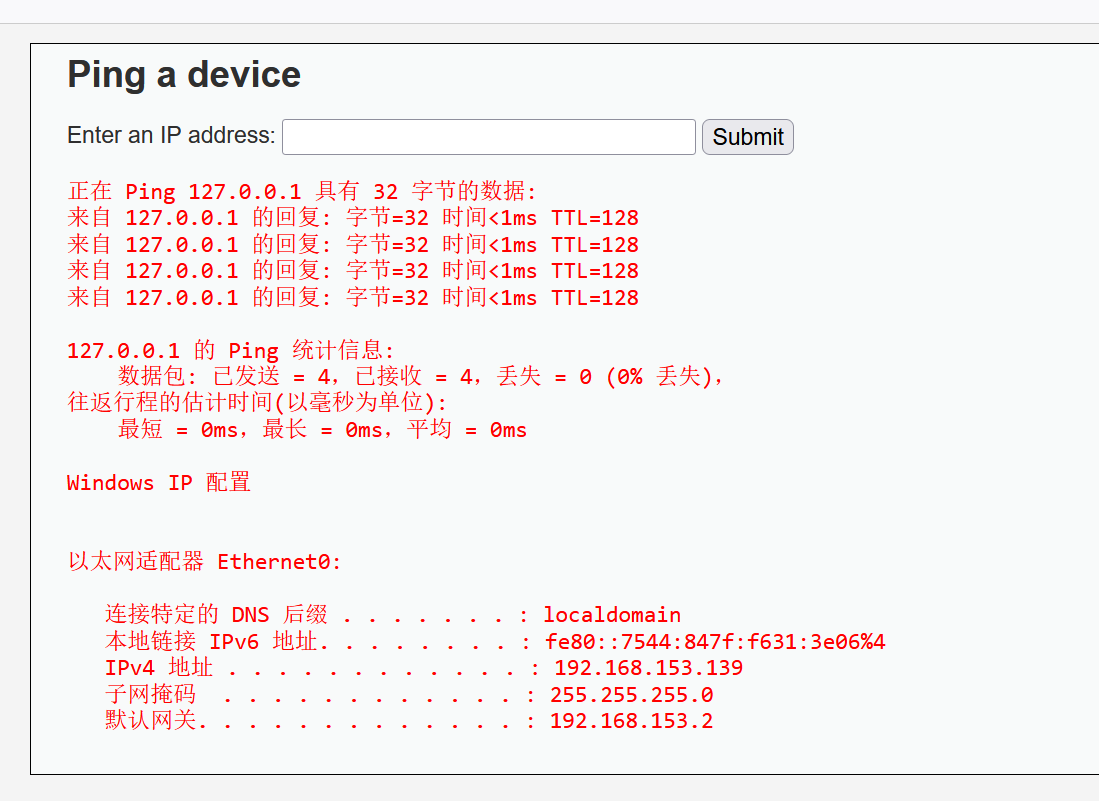 Ping a device
Enter an IP address:
Submit
正在 Ping 127.0.0.1 具有 32 字节的数据:
来自 127.0.0.1 的回复: 字节=32 时间<1ms TTL=128
来自 127.0.0.1 的回复: 字节=32 时间<1ms TTL=128
来自 127.0.0.1 的回复: 字节=32 时间<1ms TTL=128
来自 127.0.0.1 的回复: 字节=32 时间<1ms TTL=128
127.0.0.1 的 Ping 统计信息:
数据包: 已发送 = 4，已接收 = 4，丢失 = 0 (0% 丢失)，
往返行程的估计时间(以毫秒为单位):
最短 = 0ms，最长 = 0ms，平均 = 0ms
Windows IP 配置
以太网适配器 Ethernet0:
连接特定的 DNS 后缀 . . . . . . . : localdomain
本地链接 IPv6 地址. . . . . . . . : fe80::7544:847f:f631:3e06%4
IPv4 地址 . . . . . . . . . . . . : 192.168.153.139
子网掩码  . . . . . . . . . . . . : 255.255.255.0
默认网关. . . . . . . . . . . . . : 192.168.153.2